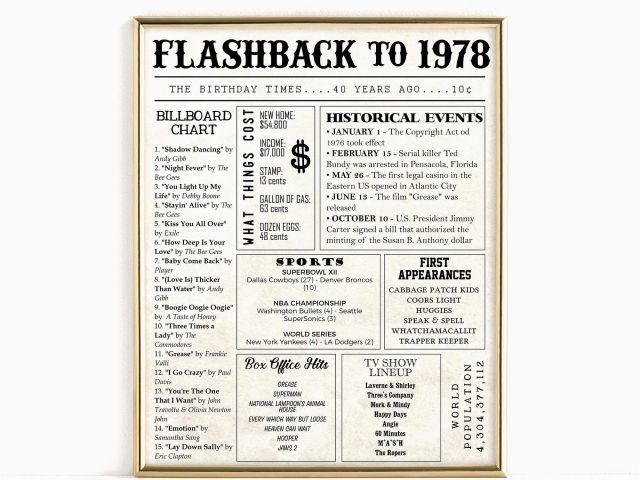 FLASHBACK TO 1978
THE BIRTHDAY TIMES....40 YEARS AGO....10¢
BILLBOARD
CHART
1. "Shadow Dancing" by
Andy Gibb
2. "Night Fever" by The
Bee Gees
3. "You Light Up My
Life" by Debby Boone
4. "Stayin' Alive" by The
Bee Gees
5. "Kiss You All Over"
by Exile
6. "How Deep Is Your
Love" by The Bee Gees
7. "Baby Come Back" by
Player
8. "(Love Is) Thicker
Than Water" by Andy
Gibb
9. "Boogie Oogie Oogie"
by A Taste of Honey
10. "Three Times a
Lady" by The
Commodores
11. "Grease" by Frankie
Valli
12. "I Go Crazy" by Paul
Davis
13. "You're The One
That I Want" by John
Travolta & Olivia Newton
John
14. "Emotion" by
Samantha Sang
15. "Lay Down Sally" by
Eric Clapton
WHAT THINGS COST
NEW HOME:
$54,800
INCOME:
$17,000
STAMP:
13 cents
GALLON OF GAS:
63 cents
DOZEN EGGS:
48 cents
$
HISTORICAL EVENTS
• JANUARY 1 - The Copyright Act od
1976 took effect
• FEBRUARY 15 - Serial killer Ted
Bundy was arrested in Pensacola, Florida
• MAY 26 - The first legal casino in the
Eastern US opened in Atlantic City
• JUNE 13 - The film "Grease" was
released
• OCTOBER 10 - U.S. President Jimmy
Carter signed a bill that authorized the
minting of the Susan B. Anthony dollar
SPORTS
SUPERBOWL XII
Dallas Cowboys (27) - Denver Broncos
(10)
NBA CHAMPIONSHIP
Washington Bullets (4) - Seattle
SuperSonics (3)
WORLD SERIES
New York Yankees (4) - LA Dodgers (2)
FIRST
APPEARANCES
CABBAGE PATCH KIDS
COORS LIGHT
HUGGIES
SPEAK & SPELL
WHATCHAMACALLIT
TRAPPER KEEPER
Box Office Hits
GREASE
SUPERMAN
NATIONAL LAMPOON'S ANIMAL
HOUSE
EVERY WHICH WAY BUT LOOSE
HEAVEN CAN WAIT
HOOPER
JAWS 2
TV SHOW
LINEUP
Laverne & Shirley
Three's Company
Mork & Mindy
Happy Days
Angie
60 Minutes
M*A*S*H
The Ropers
WORLD
POPULATION
4,304,377,112